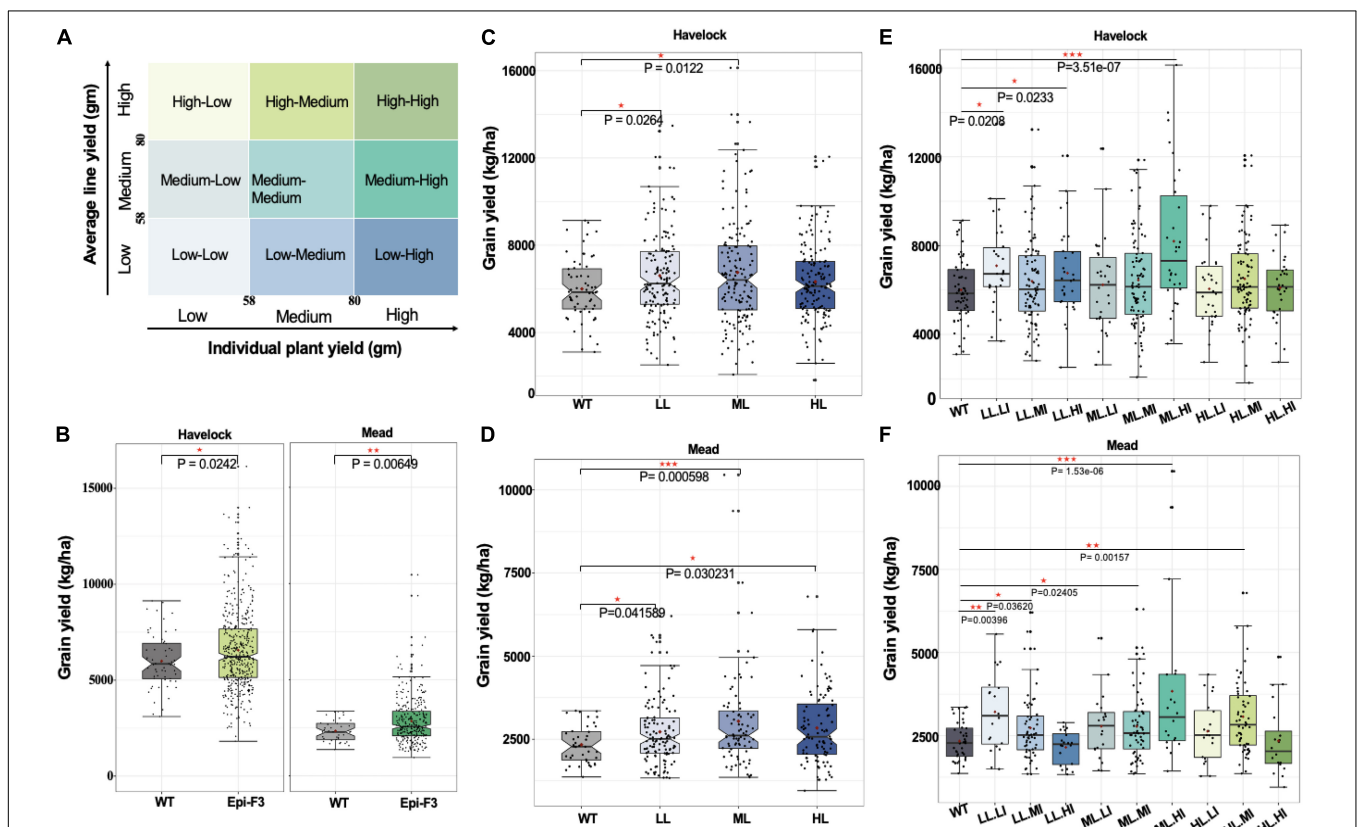 A
Average line yield (gm)
High
80
Medium
58
Low
High-Low
High-Medium
High-High
Medium-Low
Medium-
Medium
Medium-High
Low-Low
Low-Medium
Low-High
58
80
Low
Medium
High
Individual plant yield (gm)
B
Havelock
Mead
Grain yield (kg/ha)
15000
10000
5000
0
★
P = 0.0242
★★
P = 0.00649
WT
Epi-F3
WT
Epi-F3
C
Havelock
Grain yield (kg/ha)
16000
12000
8000
4000
0
★
P = 0.0122
★
P = 0.0264
WT
LL
ML
HL
D
Mead
Grain yield (kg/ha)
10000
7500
5000
2500
0
★★★
P= 0.000598
★
P= 0.030231
★
P=0.041589
WT
LL
ML
HL
E
Havelock
Grain yield (kg/ha)
16000
12000
8000
4000
0
★★★
P=3.51e-07
★
P= 0.0233
★
P= 0.0208
WT
LL.LI
LL.MI
LL.HI
ML.LI
ML.MI
ML.HI
HL.LI
HL.MI
HL.HI
F
Mead
Grain yield (kg/ha)
10000
7500
5000
2500
0
★★★
P= 1.53e-06
★★
P= 0.00157
★
P=0.02405
★
P=0.03620
★★
P=0.00396
WT
LL.LI
LL.MI
LL.HI
ML.LI
ML.MI
ML.HI
HL.LI
HL.MI
HL.HI